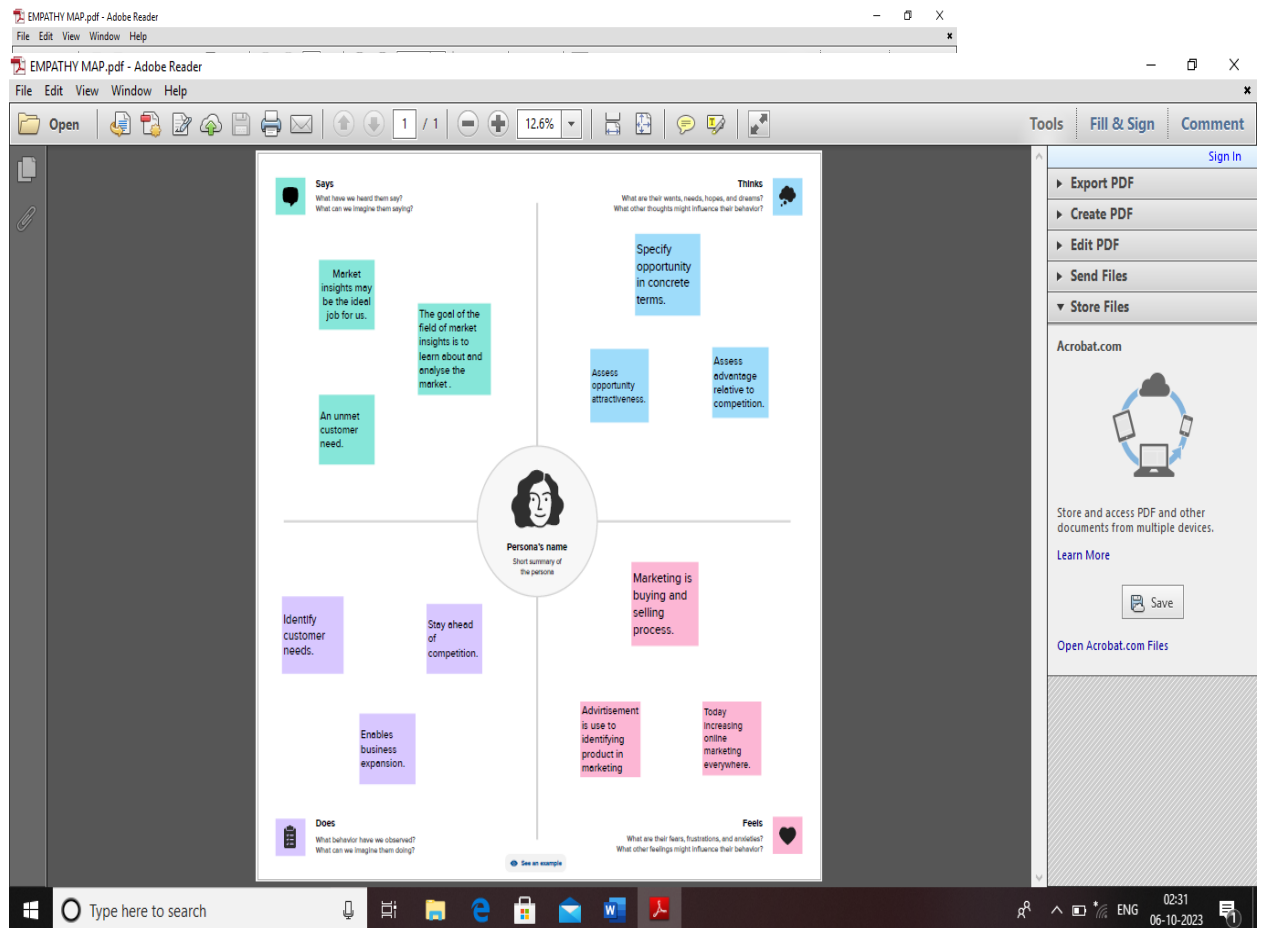 EMPATHY MAP.pdf - Adobe Reader
File Edit View Window Help
EMPATHY MAP.pdf - Adobe Reader
File Edit View Window Help
Open
1 / 1
12.6%
Tools
Fill & Sign
Comment
Sign In
Export PDF
Create PDF
Edit PDF
Send Files
Store Files
Acrobat.com
Store and access PDF and other
documents from multiple devices.
Learn More
Save
Open Acrobat.com Files
Says
What have we heard them say?
What can we imagine them saying?
Market
insights may
be the ideal
job for us.
The goal of the
field of market
insights is to
learn about and
analyse the
market .
An unmet
customer
need.
Thinks
What are their wants, needs, hopes, and dreams?
What other thoughts might influence their behavior?
Specify
opportunity
in concrete
terms.
Assess
opportunity
attractiveness.
Assess
advantage
relative to
competition.
Persona's name
Short summary of
the persona
Identify
customer
needs.
Stay ahead
of
competition.
Enables
business
expansion.
Does
What behavior have we observed?
What can we imagine them doing?
Marketing is
buying and
selling
process.
Advirtisement
is use to
identifying
product in
marketing
Today
increasing
online
marketing
everywhere.
Feels
What are their fears, frustrations, and anxieties?
What other feelings might influence their behavior?
See an example
Type here to search
ENG
02:31
06-10-2023
1